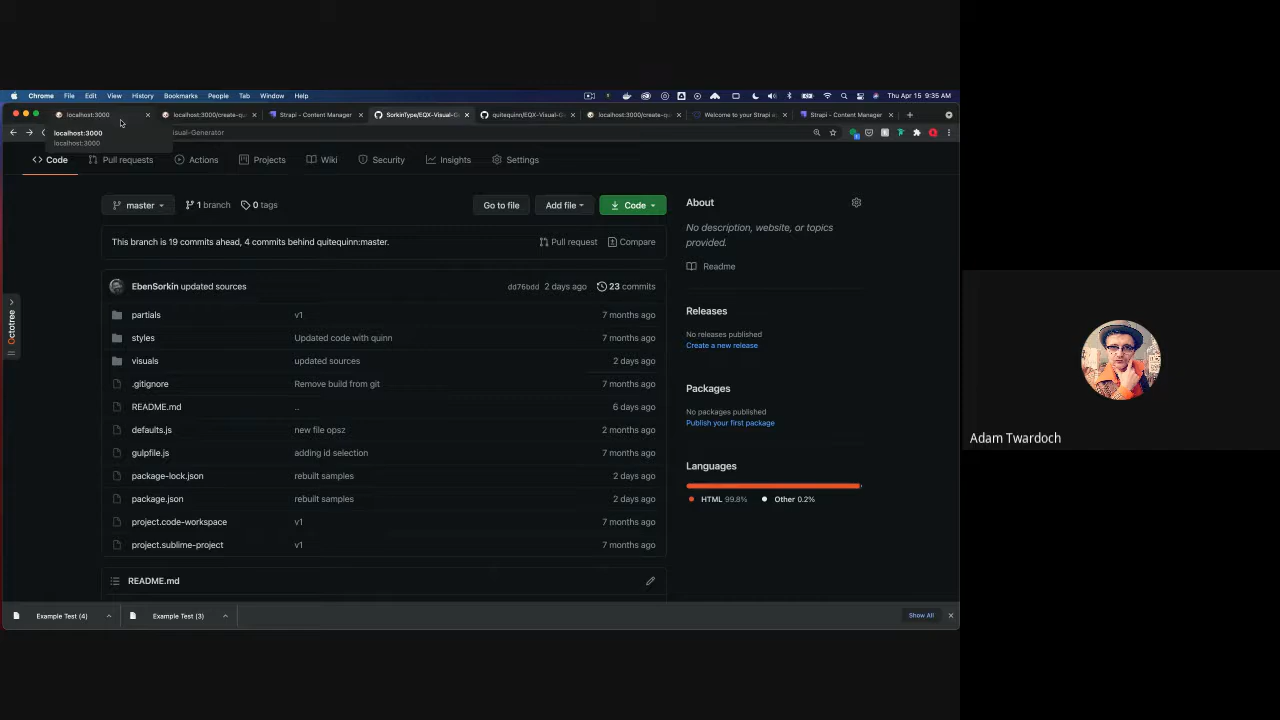 Chrome File Edit View History Bookmarks People Tab Window Help Thu Apr 15 9:35 AM
localhost:3000 localhost:3000/create-qu Strapi - Content Manager SorkinType/EQX-Visual-G quitequinn/EQX-Visual-G localhost:3000/create-qu Welcome to your Strapi Strapi - Content Manager
localhost:3000
isual-Generator
localhost:3000
Code Pull requests Actions Projects Wiki Security Insights Settings
master 1 branch 0 tags Go to file Add file Code
This branch is 19 commits ahead, 4 commits behind quitequinn:master. Pull request Compare
EbenSorkin updated sources dd76bdd 2 days ago 23 commits
partials v1 7 months ago
styles Updated code with quinn 7 months ago
visuals updated sources 2 days ago
.gitignore Remove build from git 7 months ago
README.md .. 6 days ago
defaults.js new file opsz 2 months ago
gulpfile.js adding id selection 7 months ago
package-lock.json rebuilt samples 2 days ago
package.json rebuilt samples 2 days ago
project.code-workspace v1 7 months ago
project.sublime-project v1 7 months ago
README.md
About
No description, website, or topics
provided.
Readme
Releases
No releases published
Create a new release
Packages
No packages published
Publish your first package
Languages
HTML 99.8% Other 0.2%
Octotree
Example Test (4) Example Test (3) Show All
Adam Twardoch